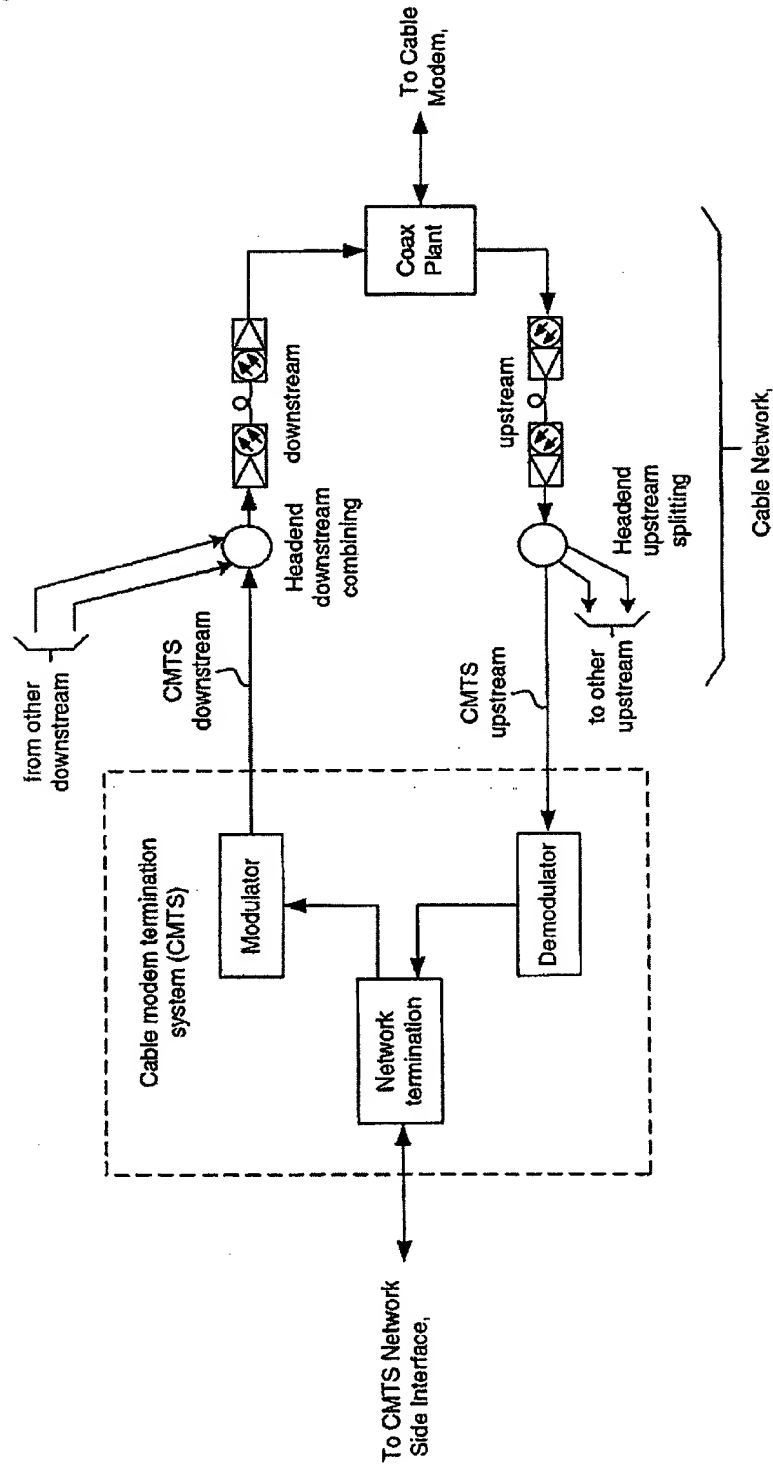 from other
downstream
Cable modem termination
system (CMTS)
Modulator
CMTS
downstream
Headend
downstream
combining
downstream
To CMTS Network
Side Interface,
Network
termination
Coax
Plant
To Cable
Modem,
Demodulator
CMTS
upstream
upstream
to other
upstream
Headend
upstream
splitting
Cable Network,